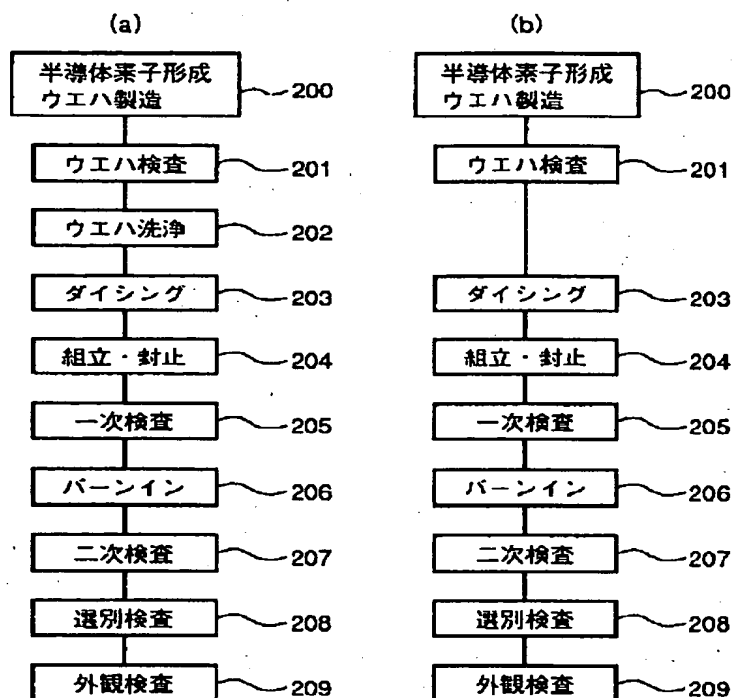 (a)
半導体素子形成
ウエハ製造
200
ウエハ検査
201
ウエハ洗浄
202
ダイシング
203
組立・封止
204
一次検査
205
バーンイン
206
二次検査
207
選別検査
208
外観検査
209
(b)
半導体素子形成
ウエハ製造
200
ウエハ検査
201
ダイシング
203
組立・封止
204
一次検査
205
バーンイン
206
二次検査
207
選別検査
208
外観検査
209